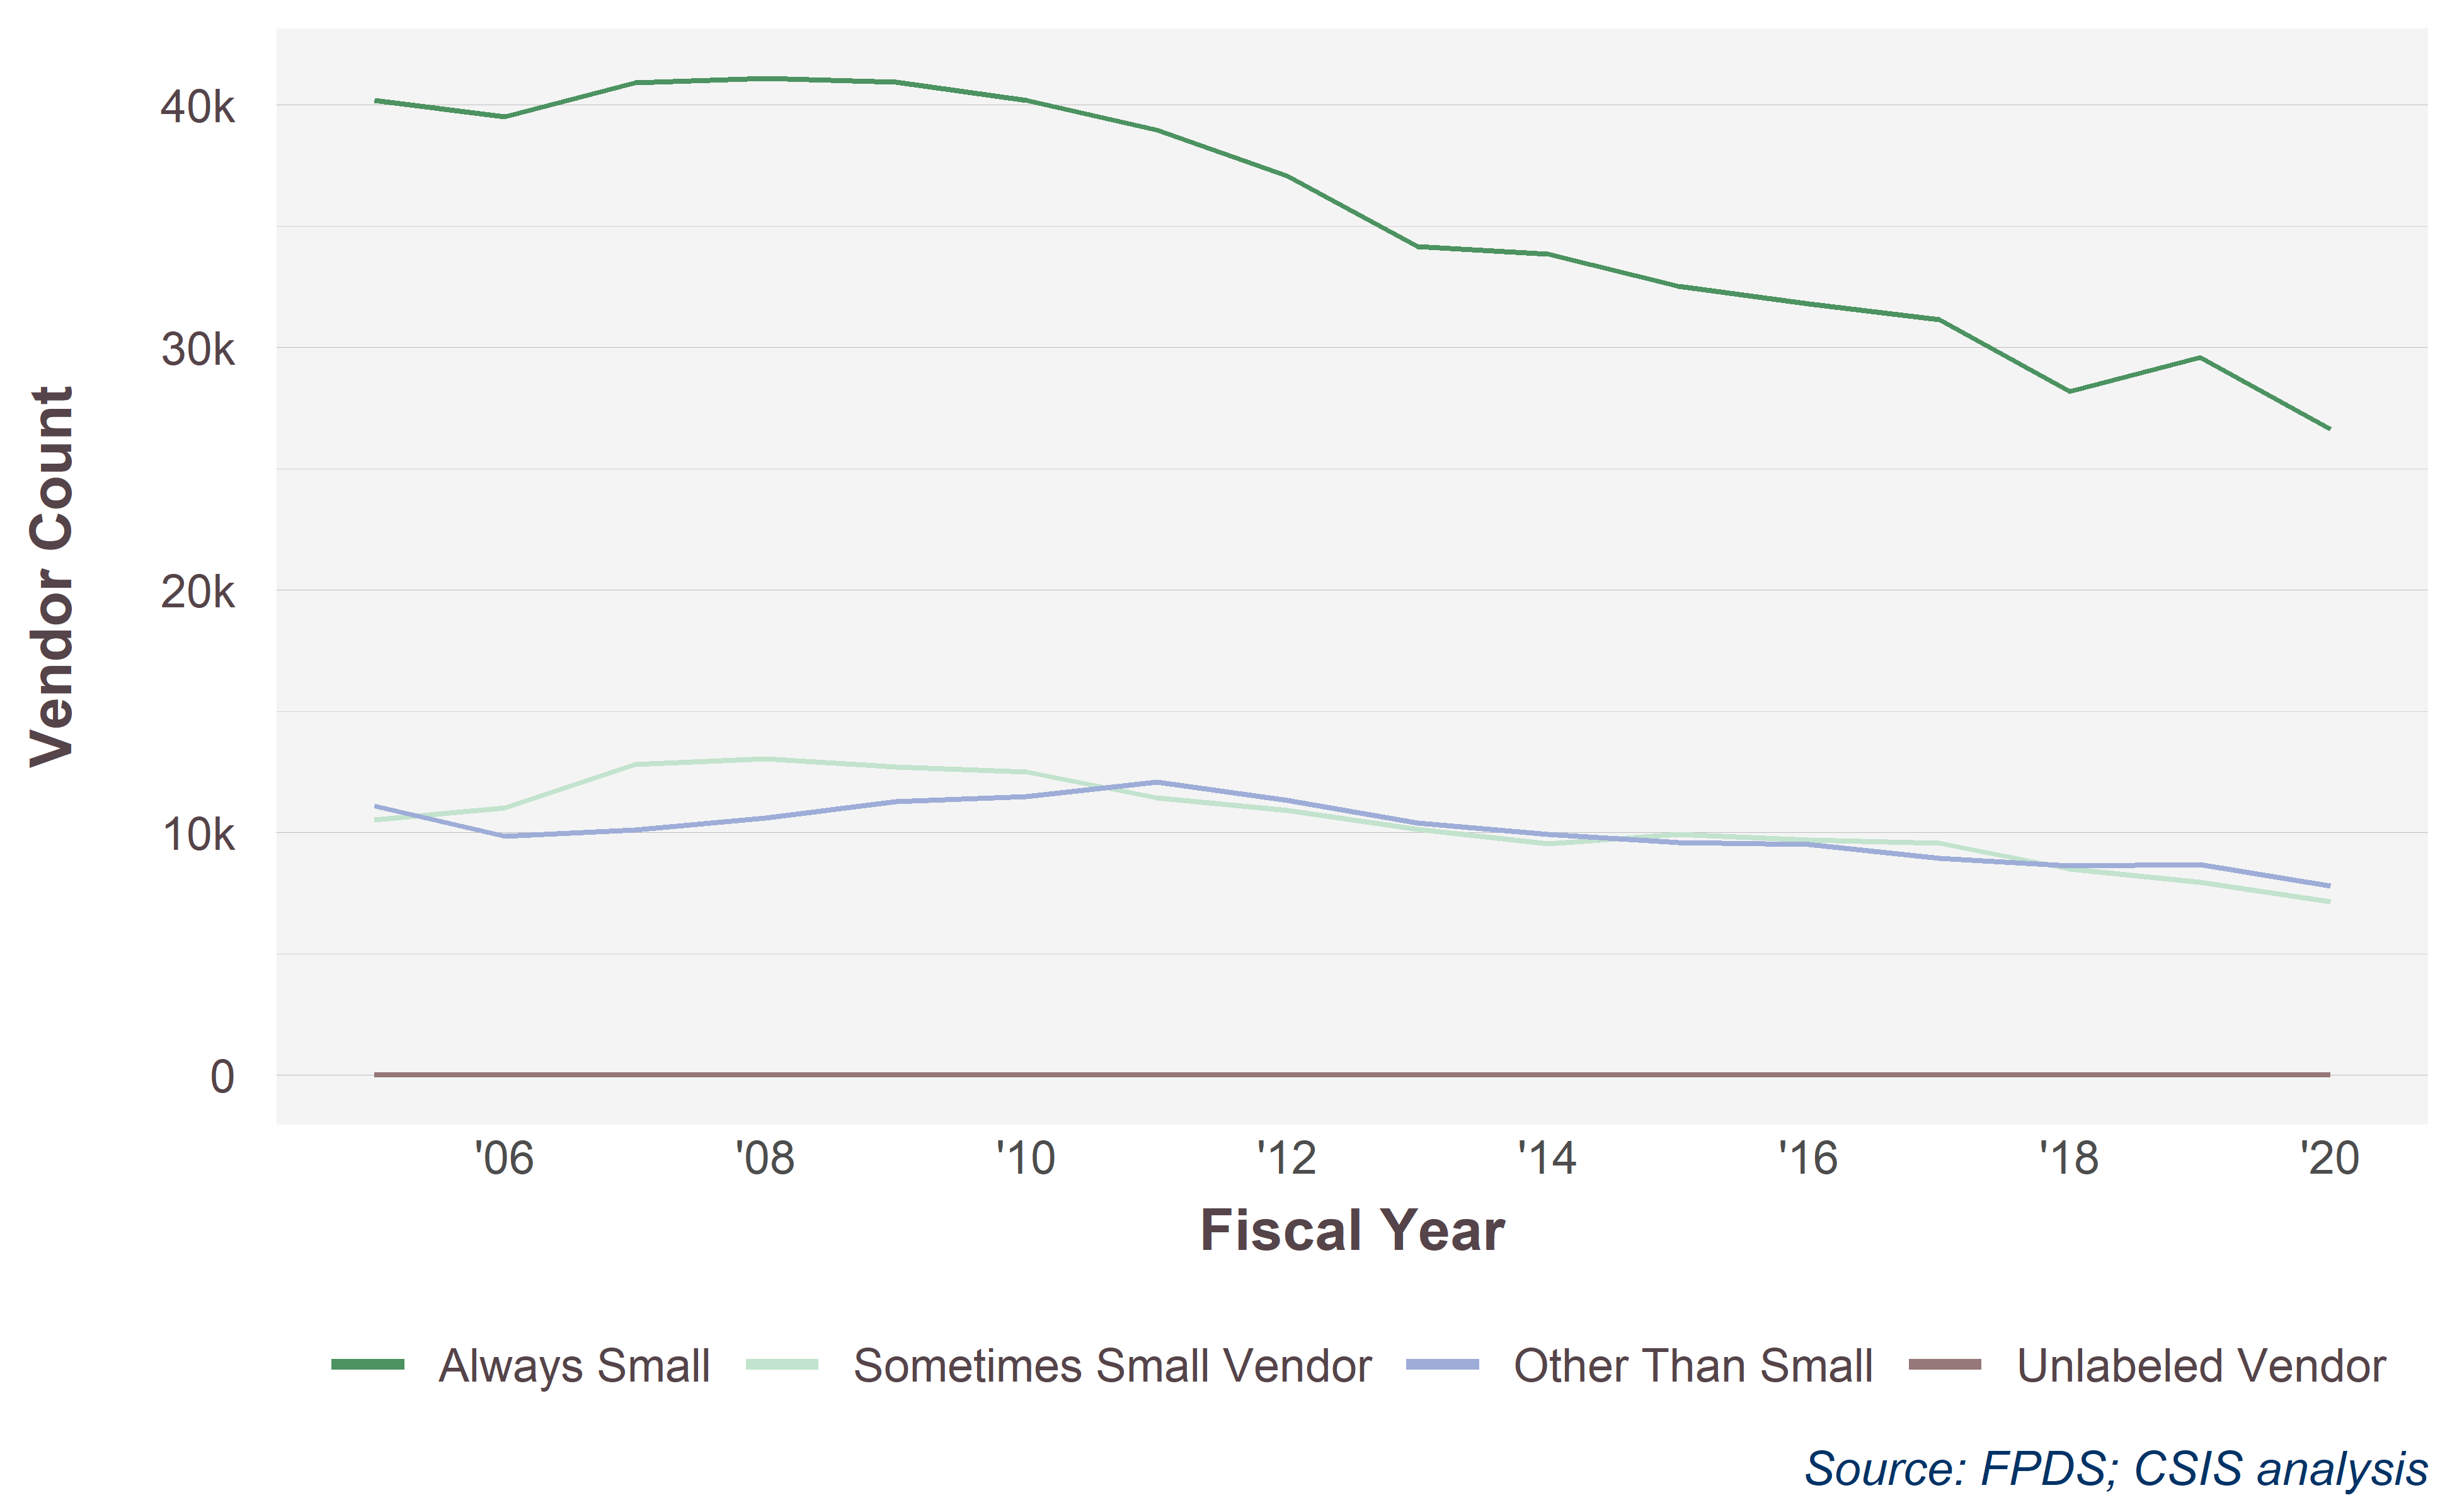 40k
30k
20k
10k
0
Vendor Count
'06 '08 '10 '12 '14 '16 '18 '20
Fiscal Year
Always Small Sometimes Small Vendor Other Than Small Unlabeled Vendor
Source: FPDS; CSIS analysis